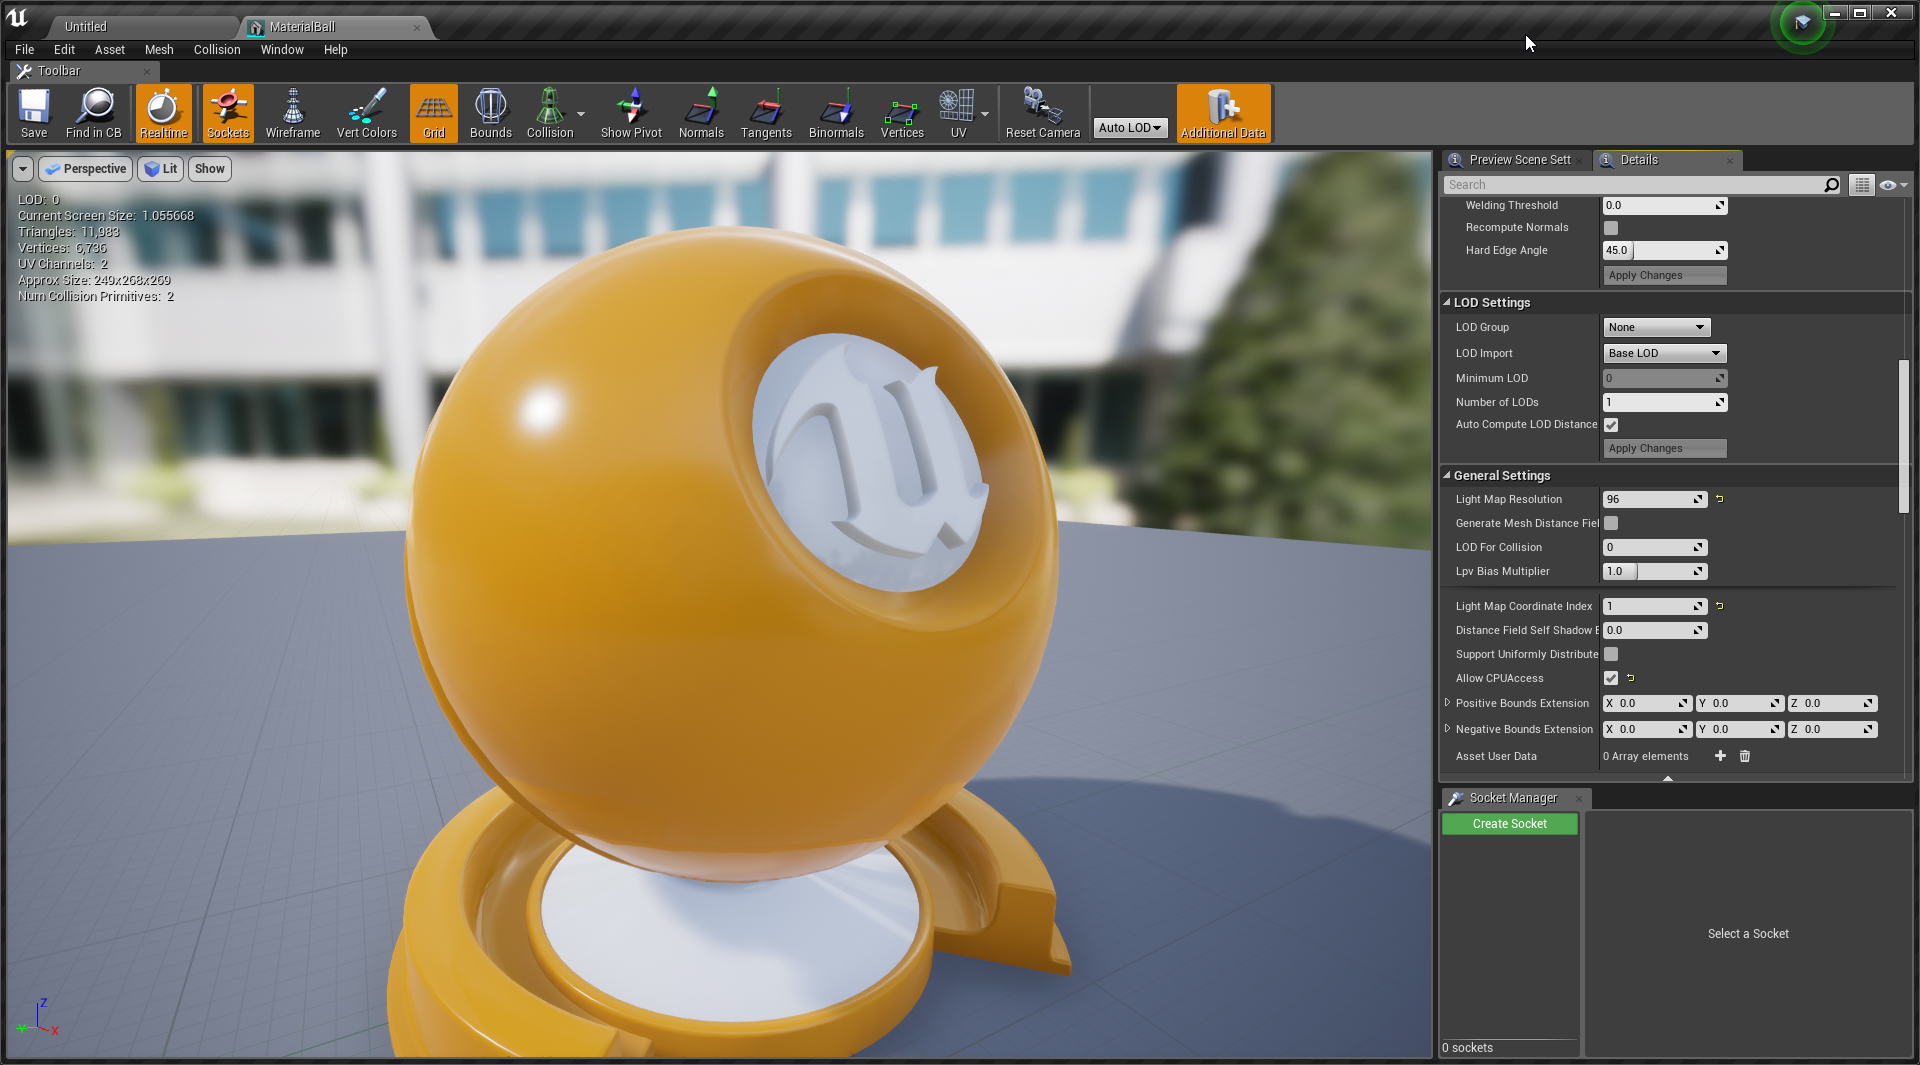 Untitled
MaterialBall
File Edit Asset Mesh Collision Window Help
Toolbar
Save Find in CB Realtime Sockets Wireframe Vert Colors Grid Bounds Collision Show Pivot Normals Tangents Binormals Vertices UV Reset Camera Auto LOD Additional Data
Perspective Lit Show
LOD: 0
Current Screen Size: 1.055668
Triangles: 11,983
Vertices: 6,736
UV Channels: 2
Approx Size: 249x268x269
Num Collision Primitives: 2
Z
Y
X
Preview Scene Sett
Details
Search
Welding Threshold 0.0
Recompute Normals
Hard Edge Angle 45.0
Apply Changes
LOD Settings
LOD Group None
LOD Import Base LOD
Minimum LOD 0
Number of LODs 1
Auto Compute LOD Distance
Apply Changes
General Settings
Light Map Resolution 96
Generate Mesh Distance Fiel
LOD For Collision 0
Lpv Bias Multiplier 1.0
Light Map Coordinate Index 1
Distance Field Self Shadow B 0.0
Support Uniformly Distribute
Allow CPUAccess
Positive Bounds Extension X 0.0 Y 0.0 Z 0.0
Negative Bounds Extension X 0.0 Y 0.0 Z 0.0
Asset User Data 0 Array elements
Socket Manager
Create Socket
Select a Socket
0 sockets